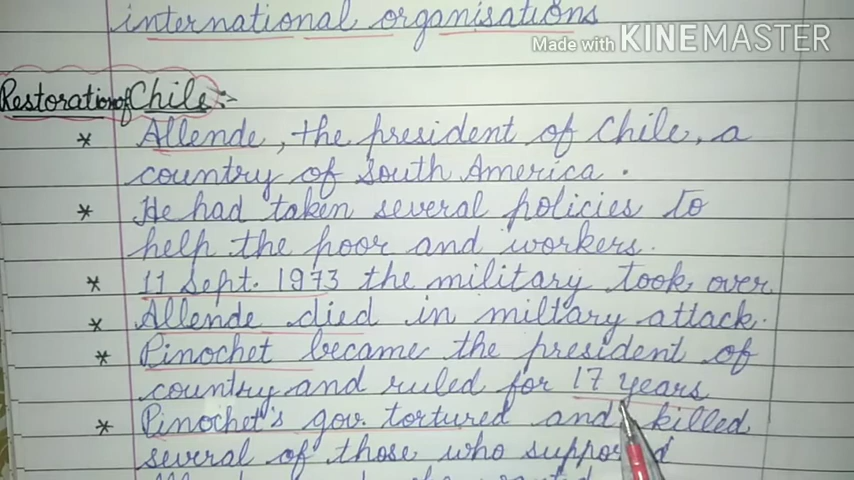 international organisations
Made with KINEMASTER
Restoration of Chile :-
* Allende, the president of Chile, a
country of South America.
* He had taken several policies to
help the poor and workers.
* 11 Sept. 1973 the military took over
* Allende died in miltary attack.
* Pinochet became the president of
country and ruled for 17 years
* Pinochet's gov. tortured and killed
several of those who